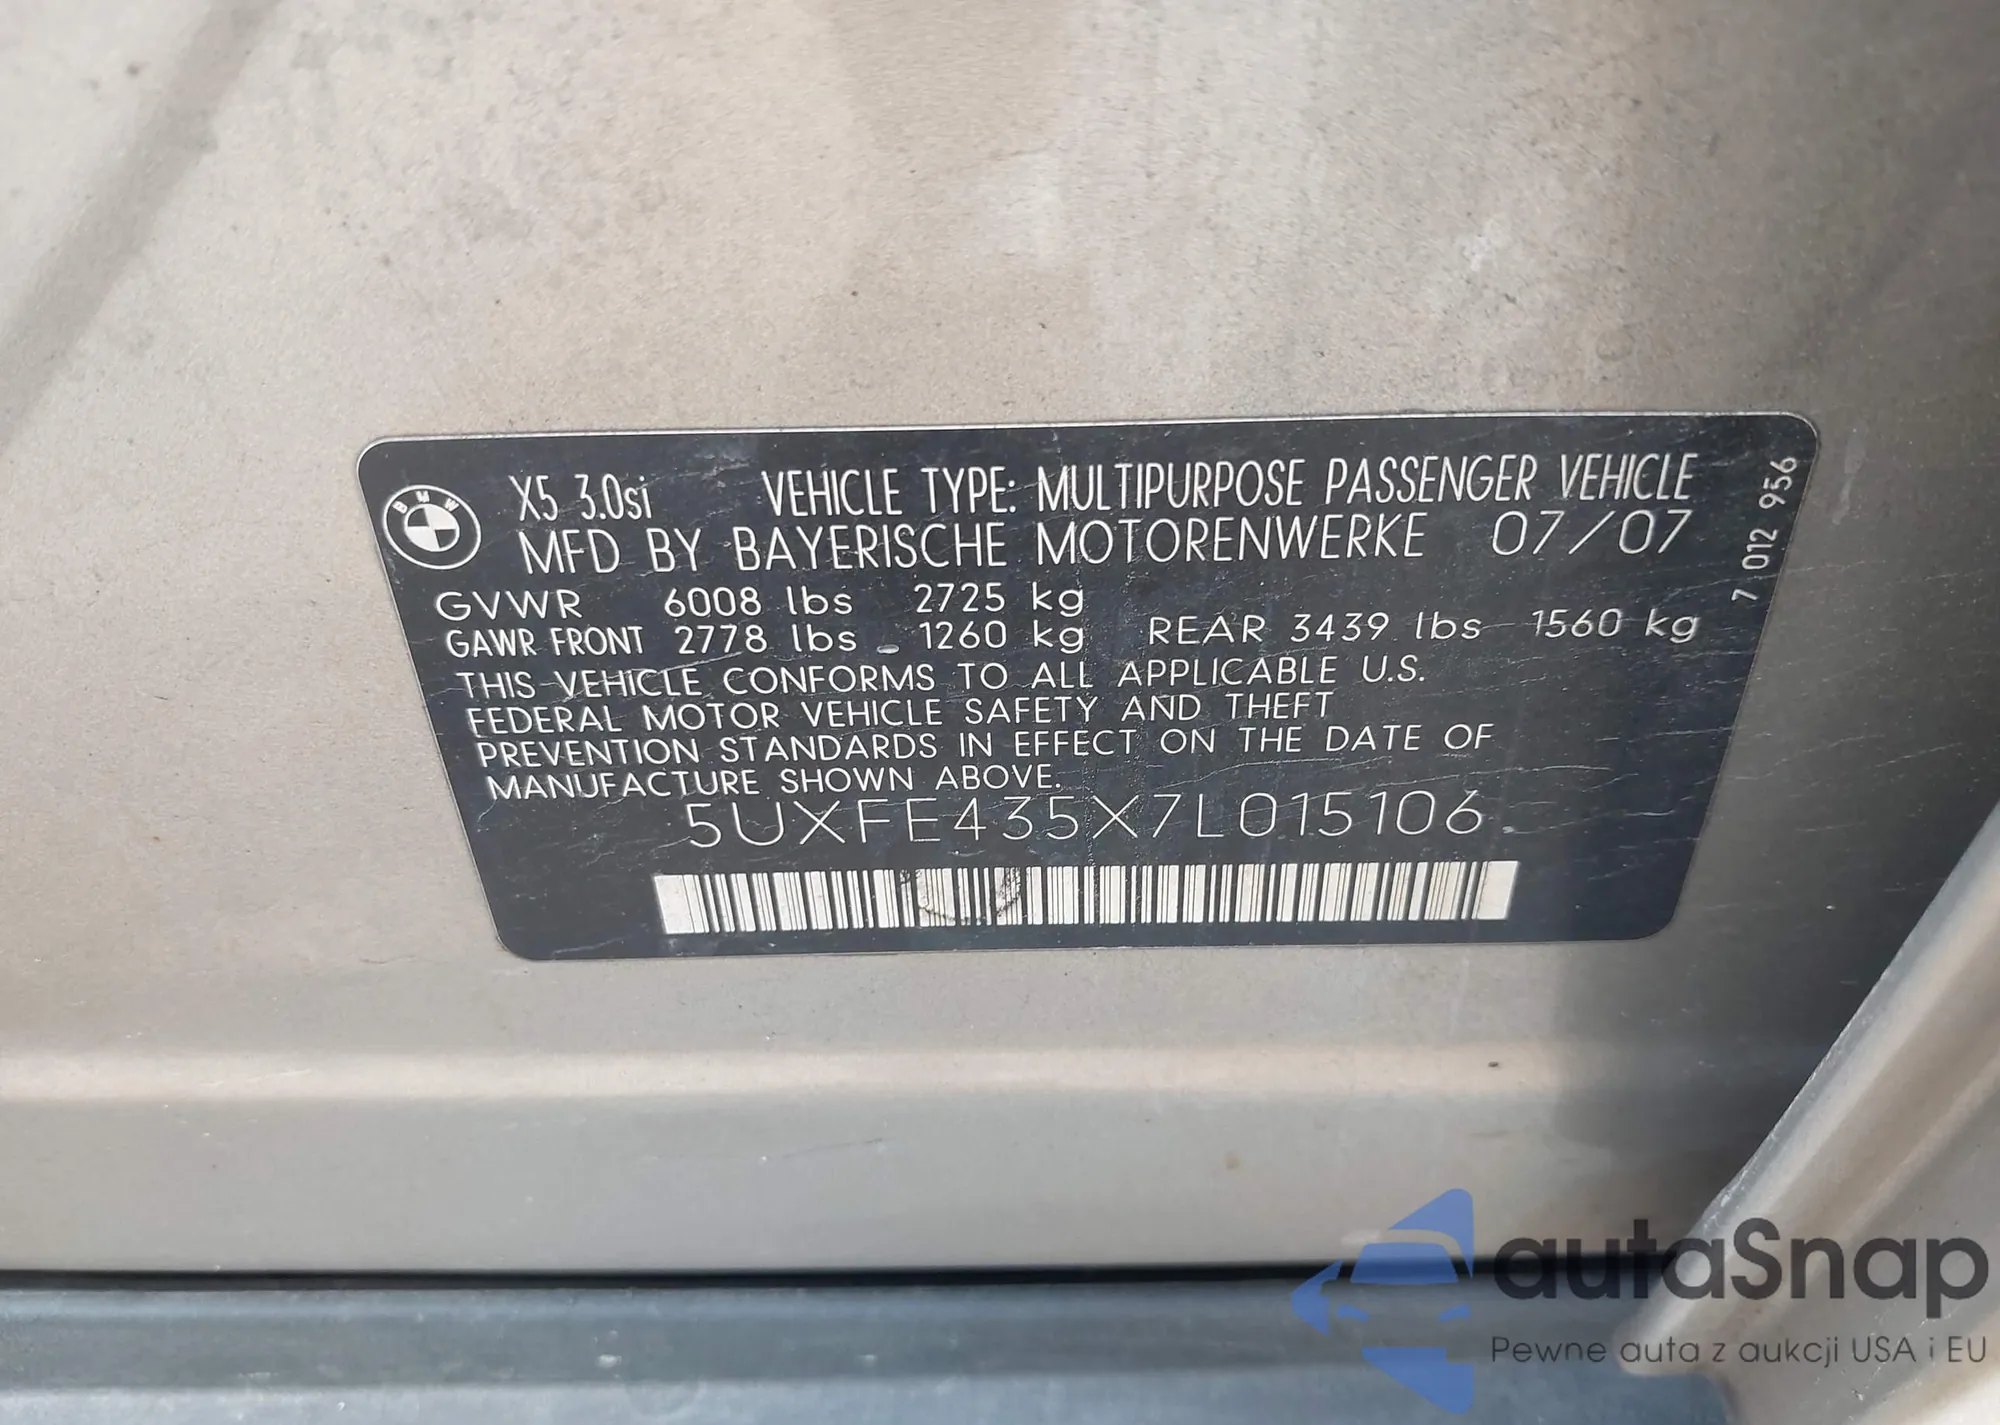 BMW
X5 3.0si VEHICLE TYPE: MULTIPURPOSE PASSENGER VEHICLE
MFD BY BAYERISCHE MOTORENWERKE 07/07
GVWR 6008 lbs 2725 kg
GAWR FRONT 2778 lbs 1260 kg REAR 3439 lbs 1560 kg
THIS VEHICLE CONFORMS TO ALL APPLICABLE U.S.
FEDERAL MOTOR VEHICLE SAFETY AND THEFT
PREVENTION STANDARDS IN EFFECT ON THE DATE OF
MANUFACTURE SHOWN ABOVE.
5UXFE435X7L015106
7 012 956
autaSnap
Pewne auta z aukcji USA i EU